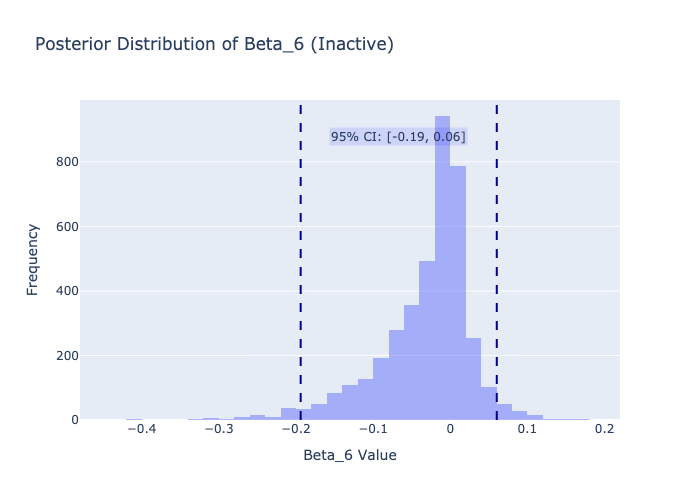 Posterior Distribution of Beta_6 (Inactive)
95% CI: [-0.19, 0.06]
800
600
400
200
0
Frequency
−0.4 −0.3 −0.2 −0.1 0 0.1 0.2
Beta_6 Value